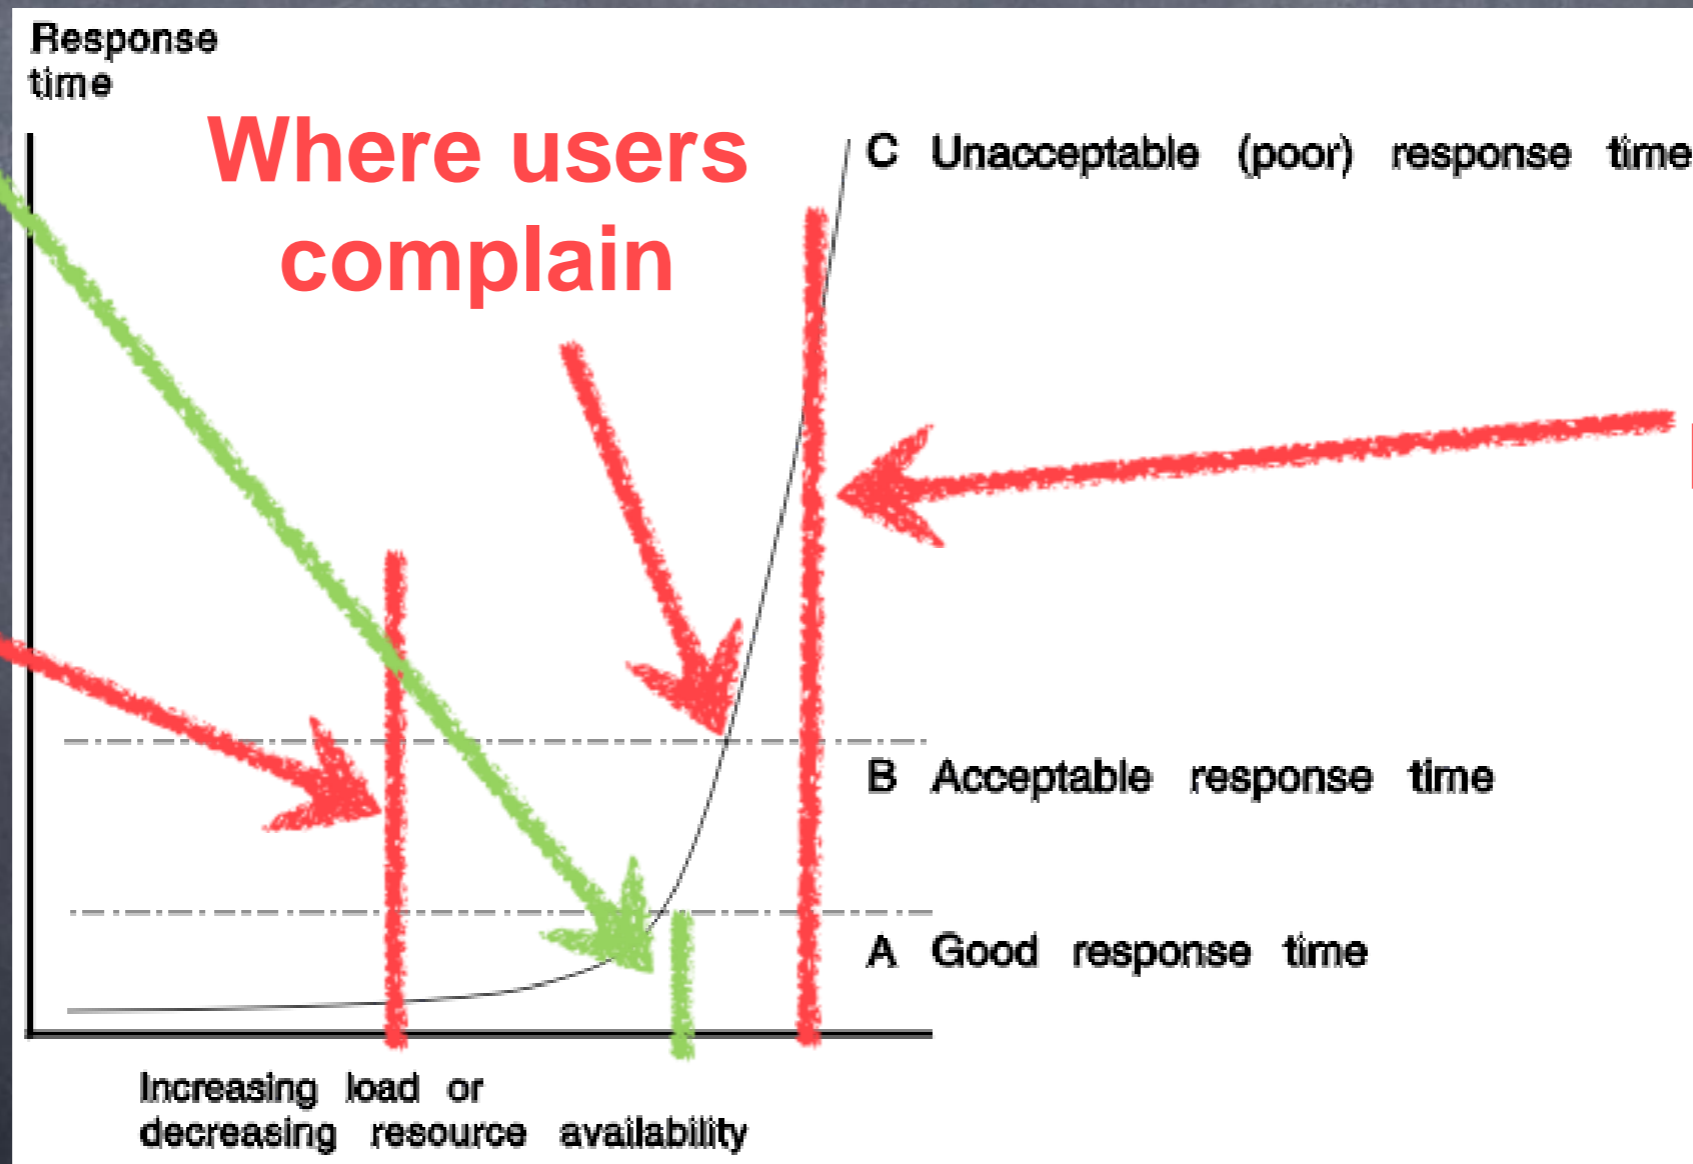 Response
time
Where users
complain
C Unacceptable (poor) response time
B Acceptable response time
A Good response time
Increasing load or
decreasing resource availability